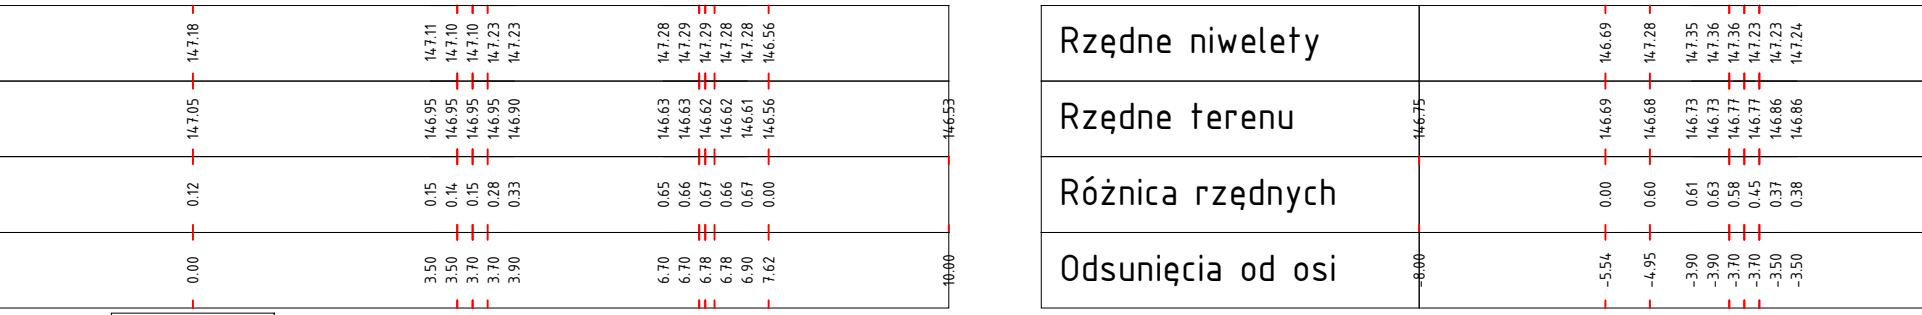 147.18 147.11 147.10 147.10 147.23 147.23 147.28 147.29 147.29 147.28 147.28 146.56
147.05 146.95 146.95 146.95 146.95 146.90 146.63 146.63 146.62 146.62 146.61 146.56 146.53
0.12 0.15 0.14 0.15 0.28 0.33 0.65 0.66 0.67 0.66 0.67 0.00
0.00 3.50 3.50 3.70 3.70 3.90 6.70 6.70 6.78 6.78 6.90 7.62 10.00
Rzędne niwelety 146.69 147.28 147.35 147.36 147.36 147.23 147.23 147.24
Rzędne terenu 146.75 146.69 146.68 146.73 146.73 146.77 146.77 146.86 146.86
Różnica rzędnych 0.00 0.60 0.61 0.63 0.58 0.45 0.37 0.38
Odsunięcia od osi -8.00 -5.54 -4.95 -3.90 -3.90 -3.70 -3.70 -3.50 -3.50